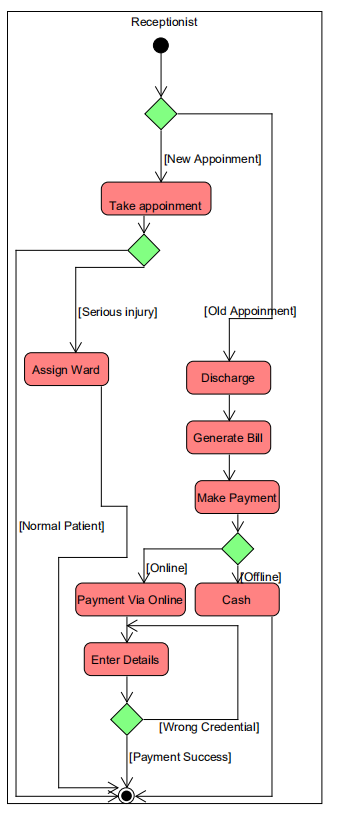 Receptionist
[New Appoinment]
Take appoinment
[Serious injury]
[Old Appoinment]
Assign Ward
Discharge
Generate Bill
Make Payment
[Normal Patient]
[Online]
[Offline]
Payment Via Online
Cash
Enter Details
[Wrong Credential]
[Payment Success]